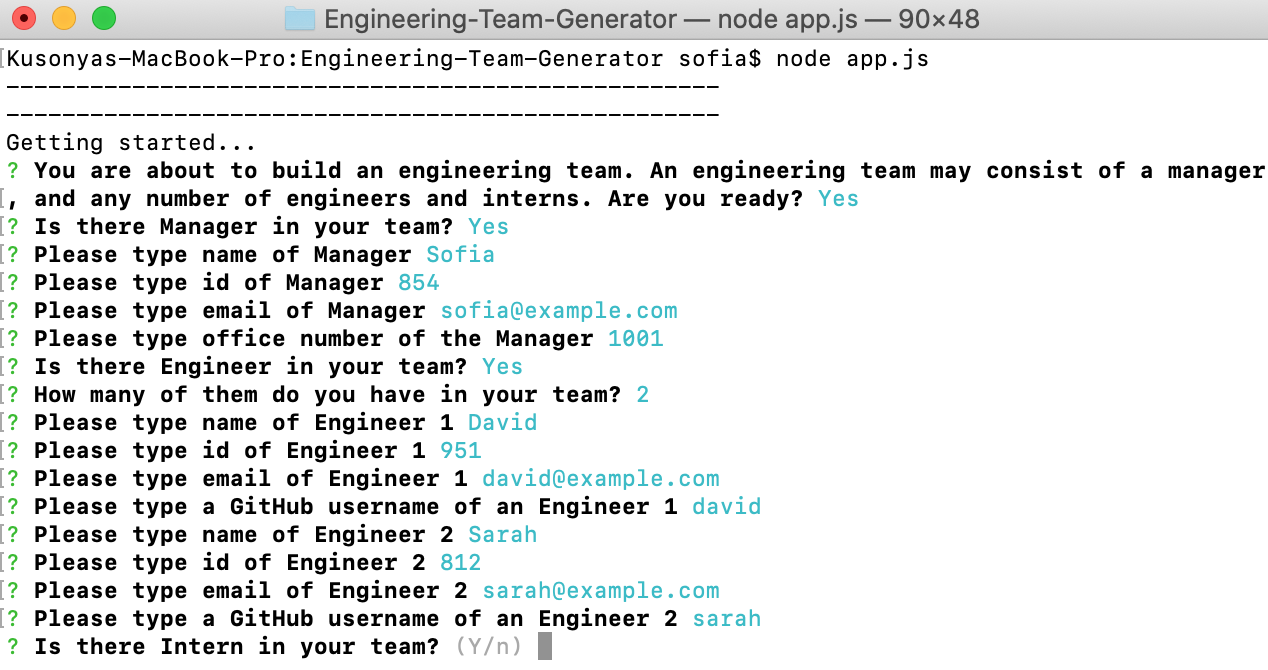 Engineering-Team-Generator — node app.js — 90×48
[Kusonyas-MacBook-Pro:Engineering-Team-Generator sofia$ node app.js
---------------------------------------------------
---------------------------------------------------
Getting started...
? You are about to build an engineering team. An engineering team may consist of a manager
[, and any number of engineers and interns. Are you ready? Yes
[? Is there Manager in your team? Yes
[? Please type name of Manager Sofia
[? Please type id of Manager 854
[? Please type email of Manager sofia@example.com
[? Please type office number of the Manager 1001
[? Is there Engineer in your team? Yes
[? How many of them do you have in your team? 2
[? Please type name of Engineer 1 David
[? Please type id of Engineer 1 951
[? Please type email of Engineer 1 david@example.com
[? Please type a GitHub username of an Engineer 1 david
[? Please type name of Engineer 2 Sarah
[? Please type id of Engineer 2 812
[? Please type email of Engineer 2 sarah@example.com
[? Please type a GitHub username of an Engineer 2 sarah
? Is there Intern in your team? (Y/n)